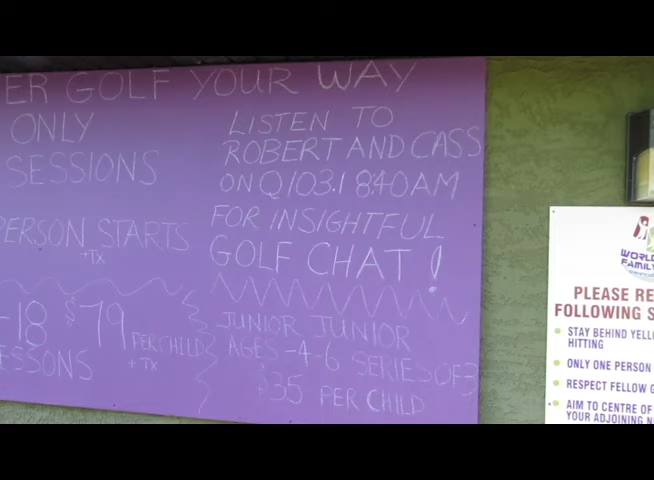 ER GOLF YOUR WAY
ONLY
SESSIONS
PERSON STARTS
+TX
-18 $79 PER CHILD
+TX
ESSONS
LISTEN TO
ROBERT AND CASS
ON Q103.1 8:40AM
FOR INSIGHTFUL
GOLF CHAT!
JUNIOR JUNIOR
AGES -4-6 SERIES OF 3
$35 PER CHILD
WORLD
FAMILY
PLEASE RE
FOLLOWING S
STAY BEHIND YELL
HITTING
ONLY ONE PERSON
RESPECT FELLOW G
AIM TO CENTRE OF
YOUR ADJOINING N